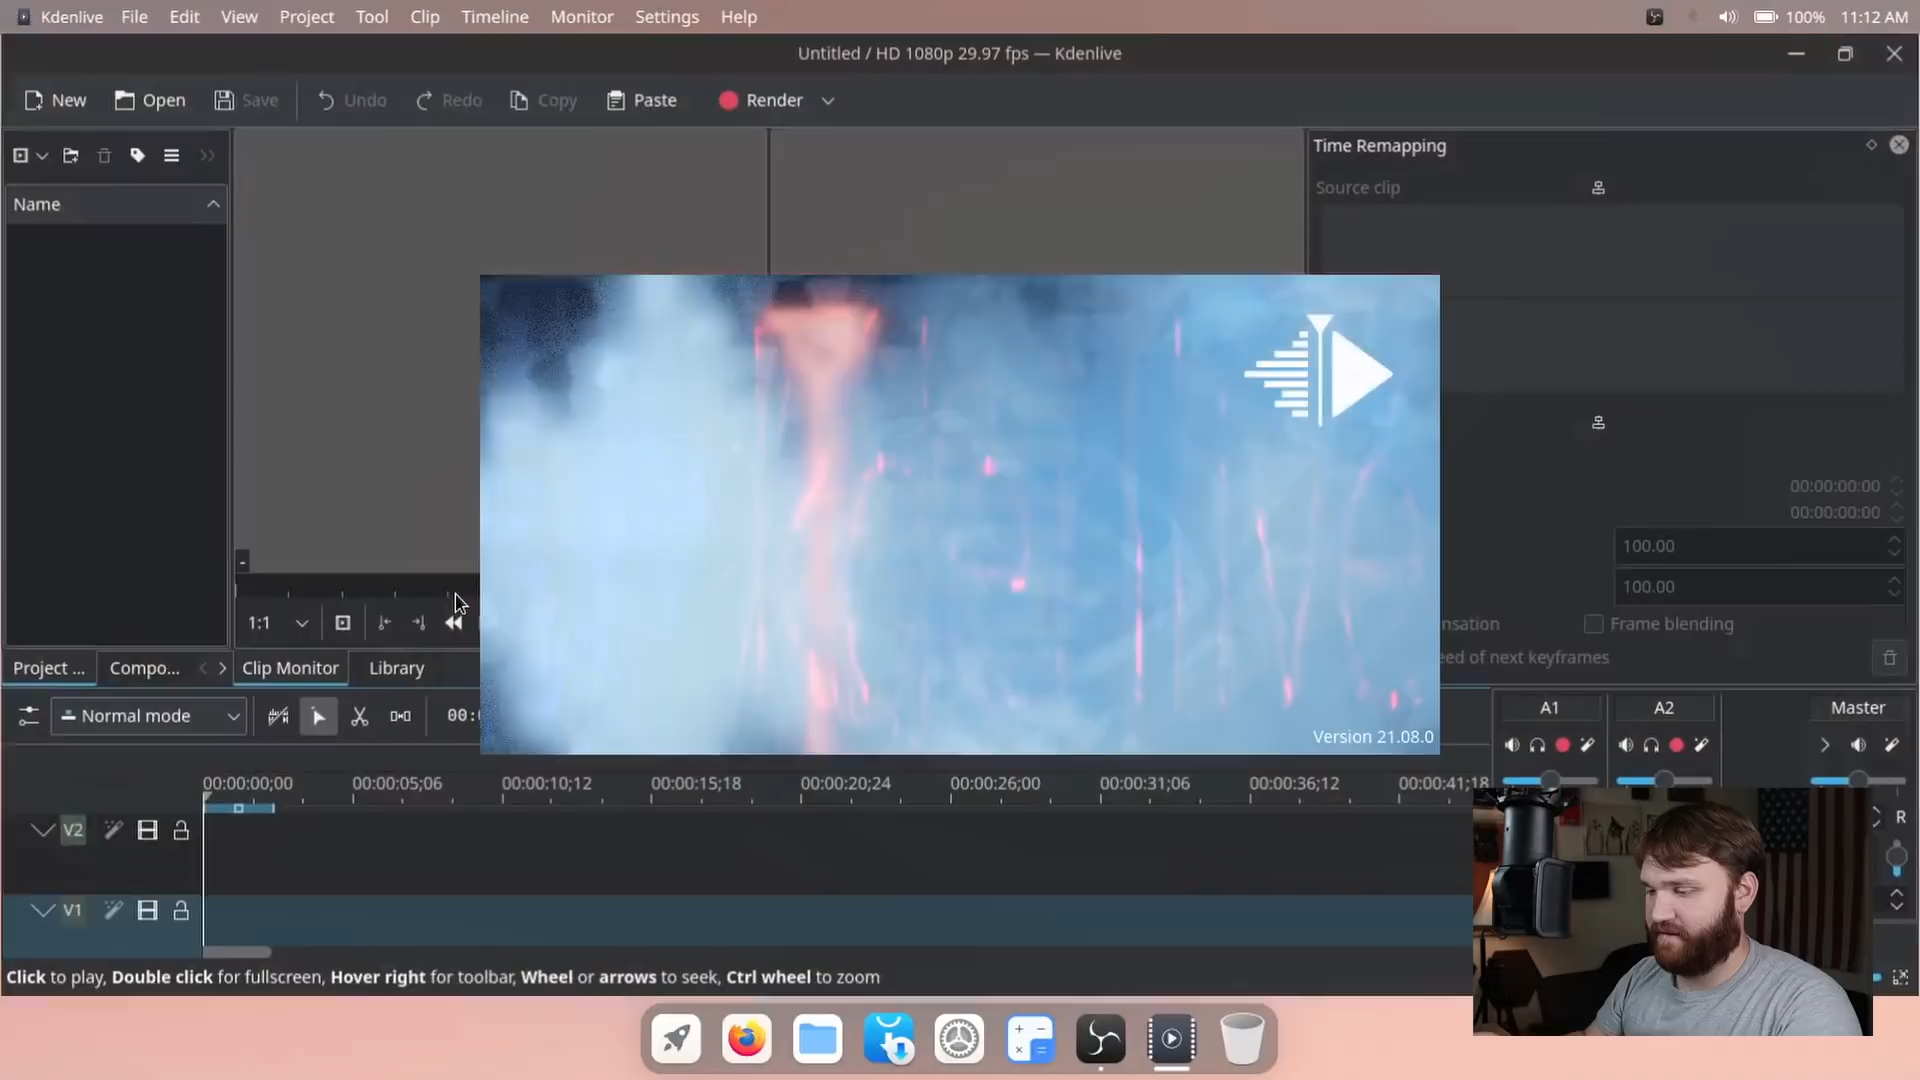 Kdenlive File Edit View Project Tool Clip Timeline Monitor Settings Help 100% 11:12 AM
Untitled / HD 1080p 29.97 fps — Kdenlive
New Open Save Undo Redo Copy Paste Render
Time Remapping
Source clip
Name
00:00:00:00
00:00:00:00
100.00
100.00
1:1
nsation Frame blending
eed of next keyframes
Project ... Compo... Clip Monitor Library
Normal mode 00:
A1 A2 Master
Version 21.08.0
00:00:00;00 00:00:05;06 00:00:10;12 00:00:15;18 00:00:20;24 00:00:26;00 00:00:31;06 00:00:36;12 00:00:41;18
R
V2
V1
Click to play, Double click for fullscreen, Hover right for toolbar, Wheel or arrows to seek, Ctrl wheel to zoom